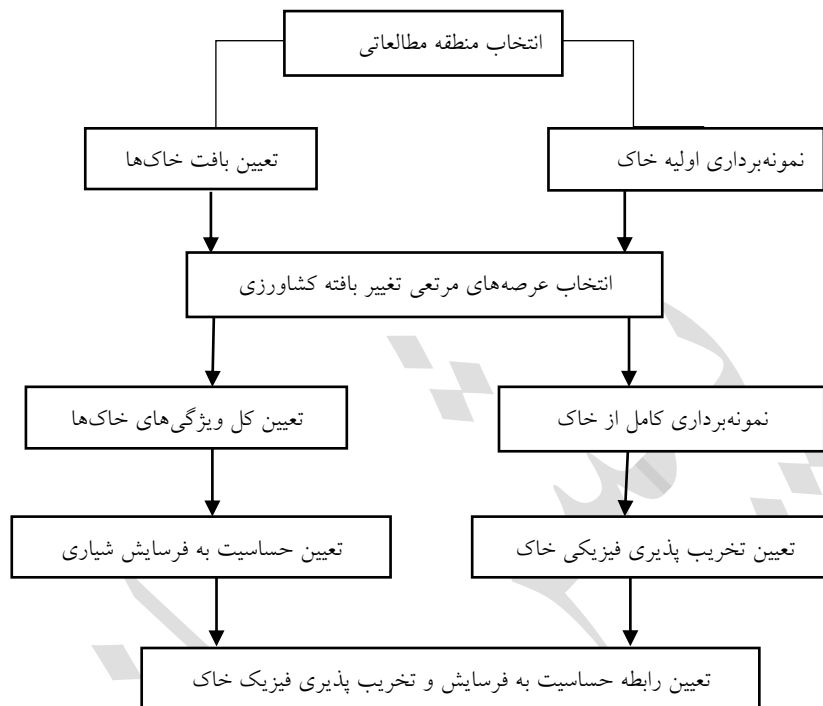 انتخاب منطقه مطالعاتی
نمونه‌برداری اولیه خاک
تعیین بافت خاک‌ها
انتخاب عرصه‌های مرتعی تغییر بافته کشاورزی
نمونه‌برداری کامل از خاک
تعیین کل ویژگی‌های خاک‌ها
تعیین تخریب پذیری فیزیکی خاک
تعیین حساسیت به فرسایش شیاری
تعیین رابطه حساسیت به فرسایش و تخریب پذیری فیزیک خاک